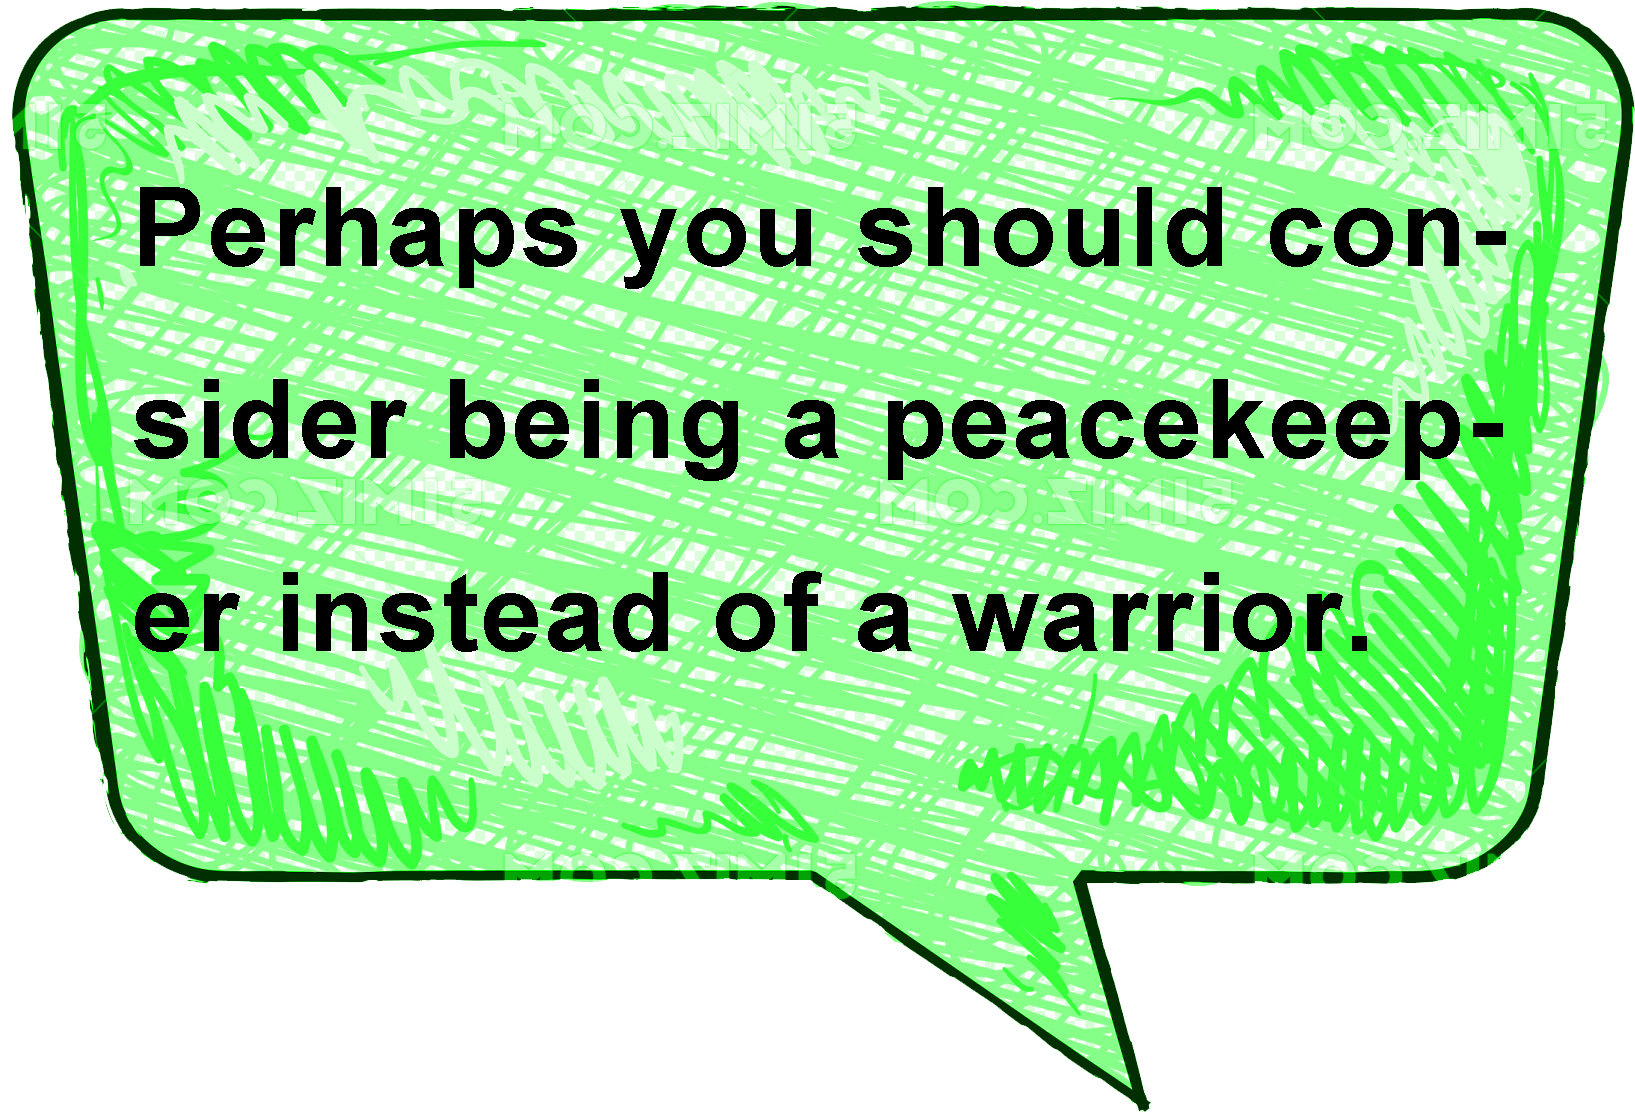 Perhaps you should con-
sider being a peacekeep-
er instead of a warrior.